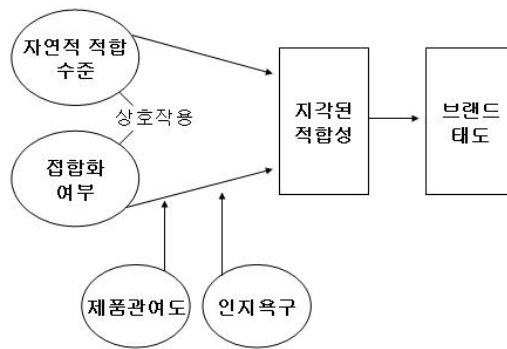 자연적 적합
수준
상호작용
접합화
여부
지각된
적합성
브랜드
태도
제품관여도
인지욕구